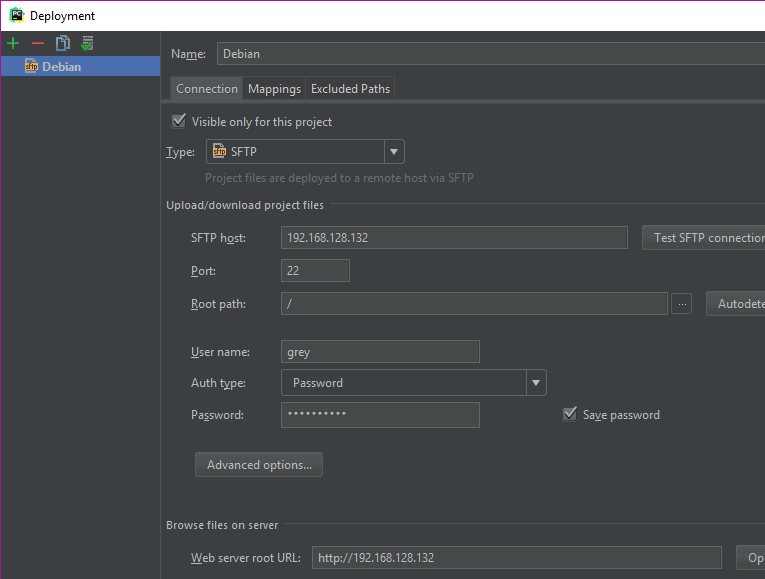 Deployment
Debian
Name: Debian
Connection Mappings Excluded Paths
Visible only for this project
Type: SFTP
Project files are deployed to a remote host via SFTP
Upload/download project files
SFTP host: 192.168.128.132 Test SFTP connection
Port: 22
Root path: / ... Autodete
User name: grey
Auth type: Password
Password: •••••••••• Save password
Advanced options...
Browse files on server
Web server root URL: http://192.168.128.132 Op